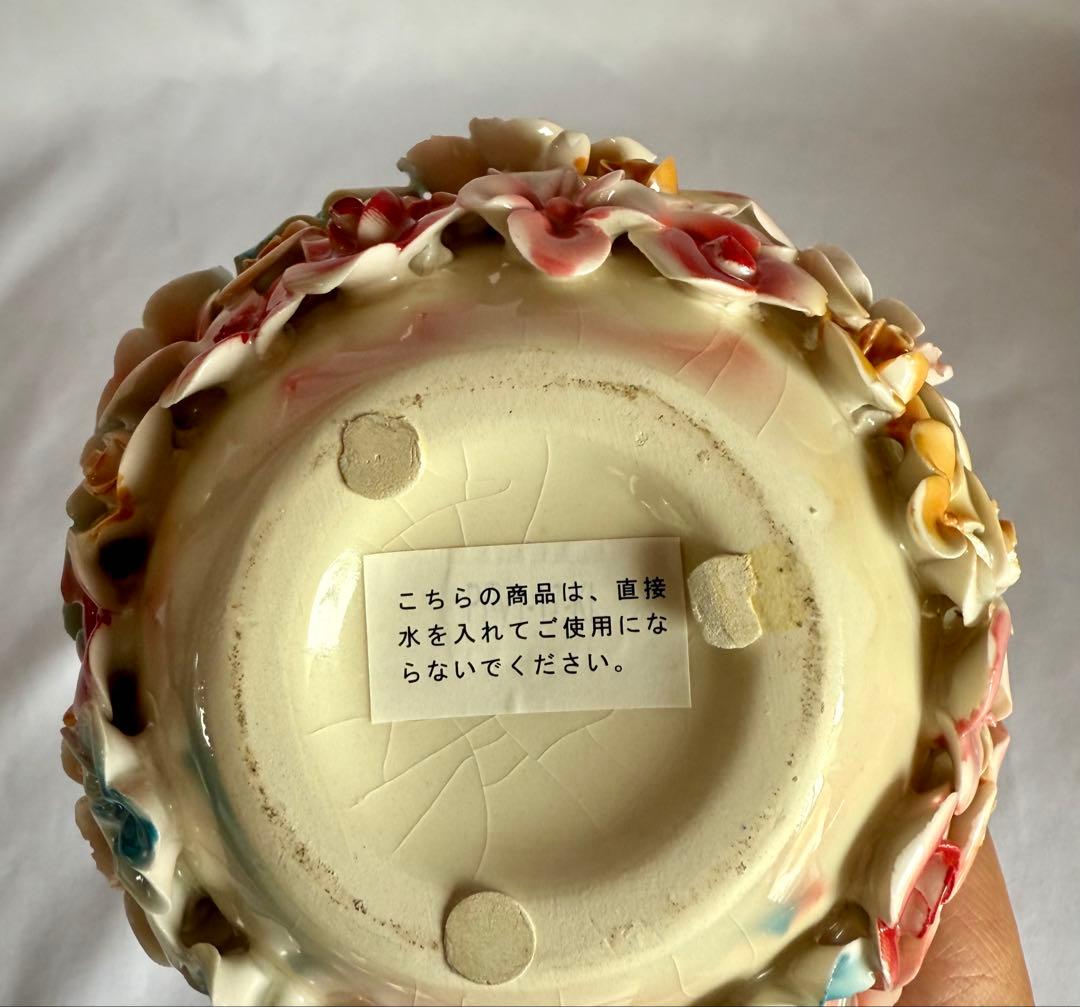 こちらの商品は、直接
水を入れてご使用にな
らないでください。